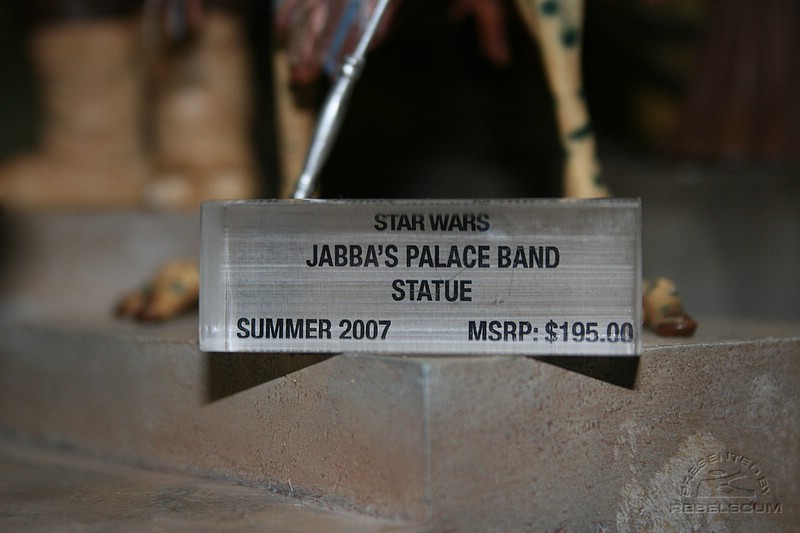 STAR WARS
JABBA'S PALACE BAND
STATUE
SUMMER 2007 MSRP: $195.00
PRESENTED BY
REBELSCUM